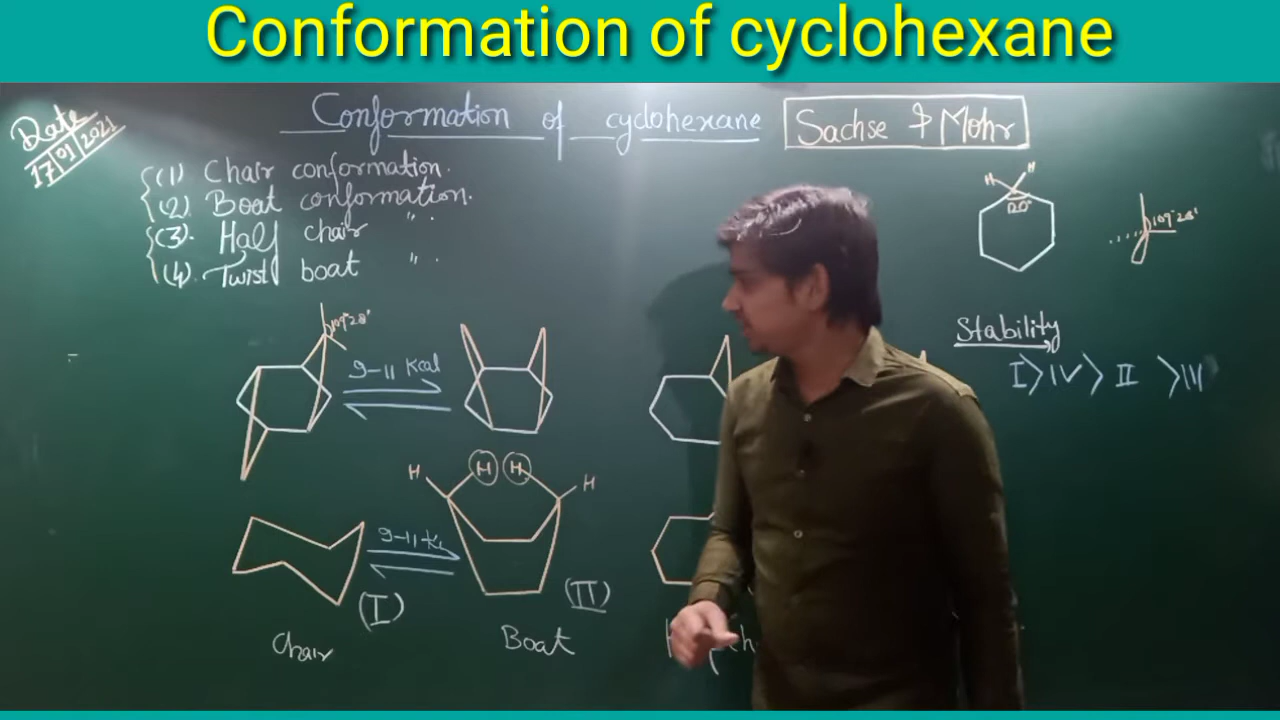 Conformation of cyclohexane
Date
17/01/2021
Conformation of cyclohexane
Sachse & Mohr
(1) Chair conformation.
(2) Boat conformation.
(3). Half chair " .
(4). Twist boat " .
H H
120°
109°28'
Stability
I > IV > II > III
109°28'
9-11 Kcal
H H H H
9-11 K
(I)
(II)
Chair
Boat